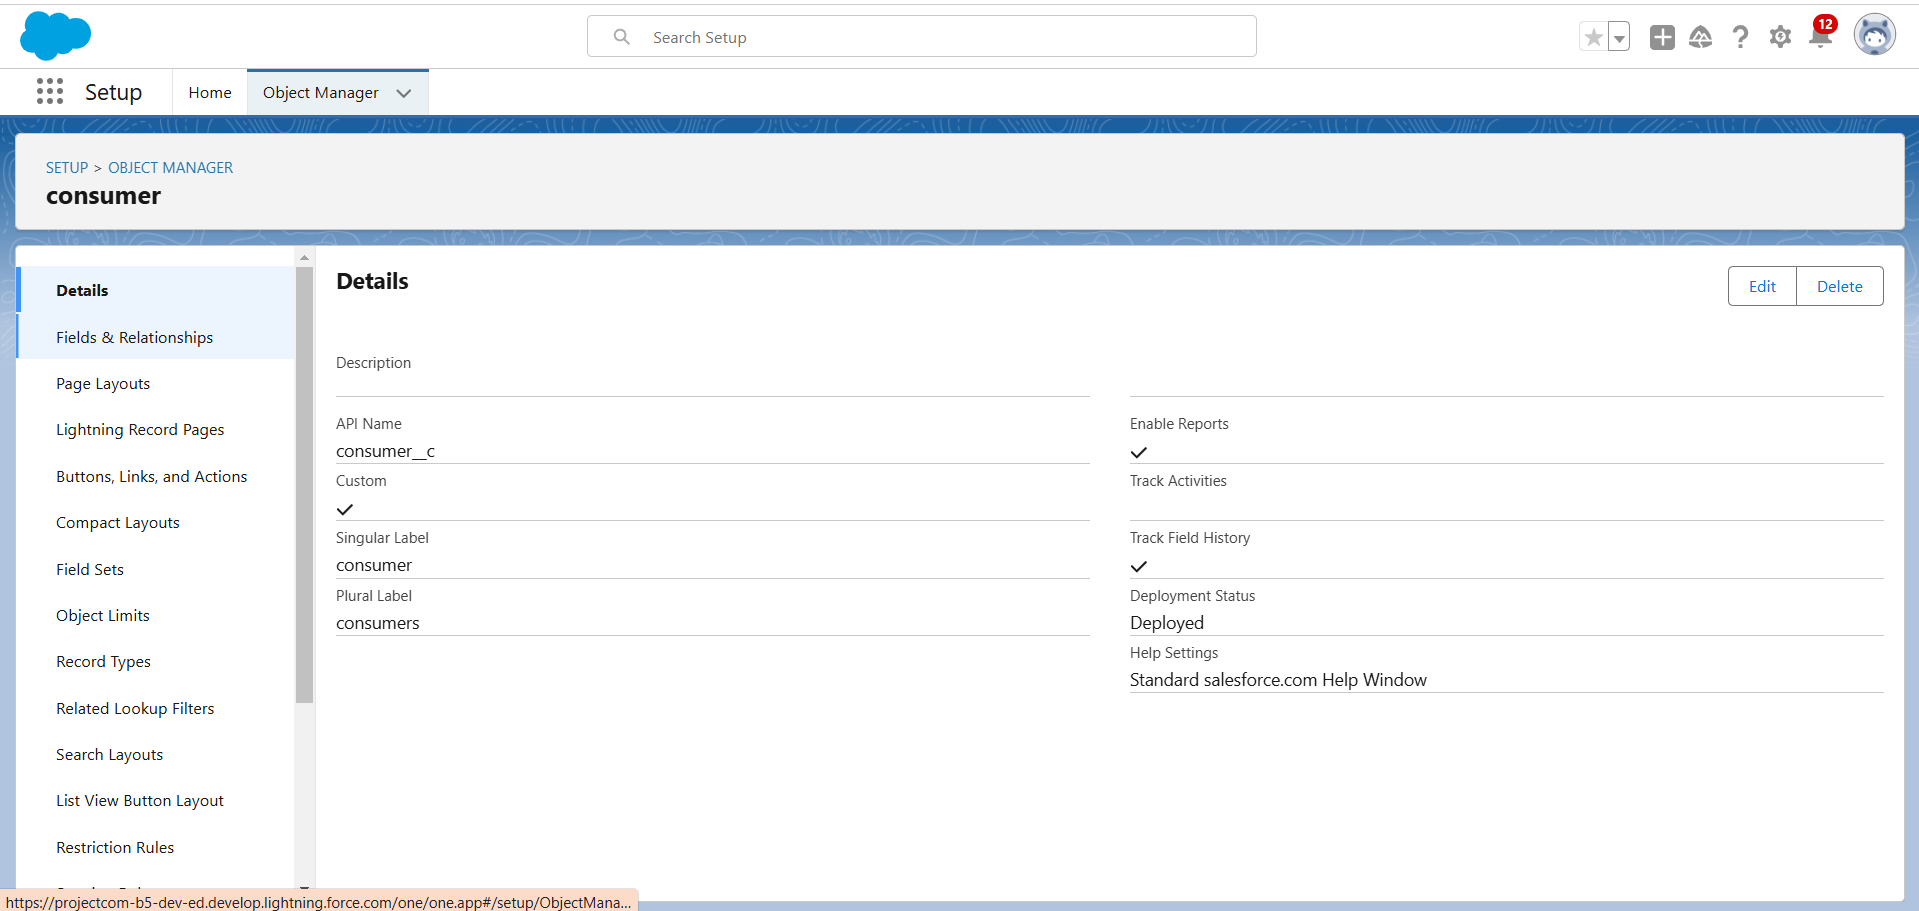 Search Setup
12
Setup
Home
Object Manager
SETUP > OBJECT MANAGER
consumer
Details
Fields & Relationships
Page Layouts
Lightning Record Pages
Buttons, Links, and Actions
Compact Layouts
Field Sets
Object Limits
Record Types
Related Lookup Filters
Search Layouts
List View Button Layout
Restriction Rules
Details
Edit
Delete
Description
API Name
consumer__c
Custom
Singular Label
consumer
Plural Label
consumers
Enable Reports
Track Activities
Track Field History
Deployment Status
Deployed
Help Settings
Standard salesforce.com Help Window
https://projectcom-b5-dev-ed.develop.lightning.force.com/one/one.app#/setup/ObjectMana...